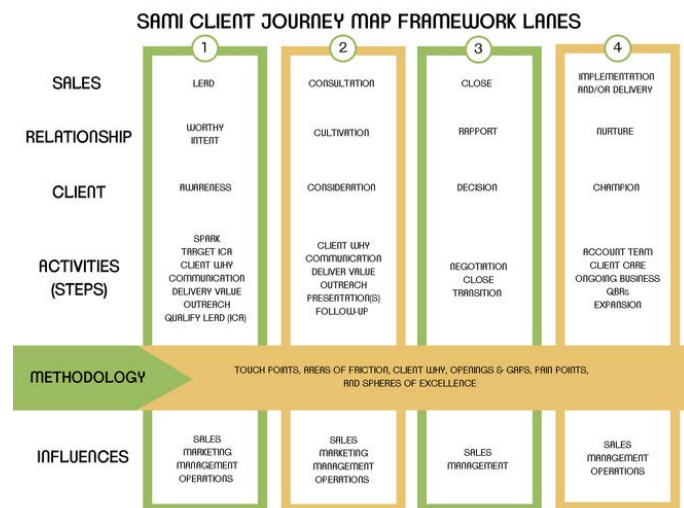 SAMI CLIENT JOURNEY MAP FRAMEWORK LANES
1
2
3
4
SALES
LEAD
CONSULTATION
CLOSE
IMPLEMENTATION
AND/OR DELIVERY
RELATIONSHIP
WORTHY
INTENT
CULTIVATION
RAPPORT
NURTURE
CLIENT
AWARENESS
CONSIDERATION
DECISION
CHAMPION
ACTIVITIES
(STEPS)
SPARK
TARGET ICA
CLIENT WHY
COMMUNICATION
DELIVERY VALUE
OUTREACH
QUALIFY LEAD (ICA)
CLIENT WHY
COMMUNICATION
DELIVER VALUE
OUTREACH
PRESENTATION(S)
FOLLOW-UP
NEGOTIATION
CLOSE
TRANSITION
ACCOUNT TEAM
CLIENT CARE
ONGOING BUSINESS
QBRs
EXPANSION
METHODOLOGY
TOUCH POINTS, AREAS OF FRICTION, CLIENT WHY, OPENINGS & GAPS, PAIN POINTS,
AND SPHERES OF EXCELLENCE
INFLUENCES
SALES
MARKETING
MANAGEMENT
OPERATIONS
SALES
MARKETING
MANAGEMENT
OPERATIONS
SALES
MANAGEMENT
SALES
MANAGEMENT
OPERATIONS